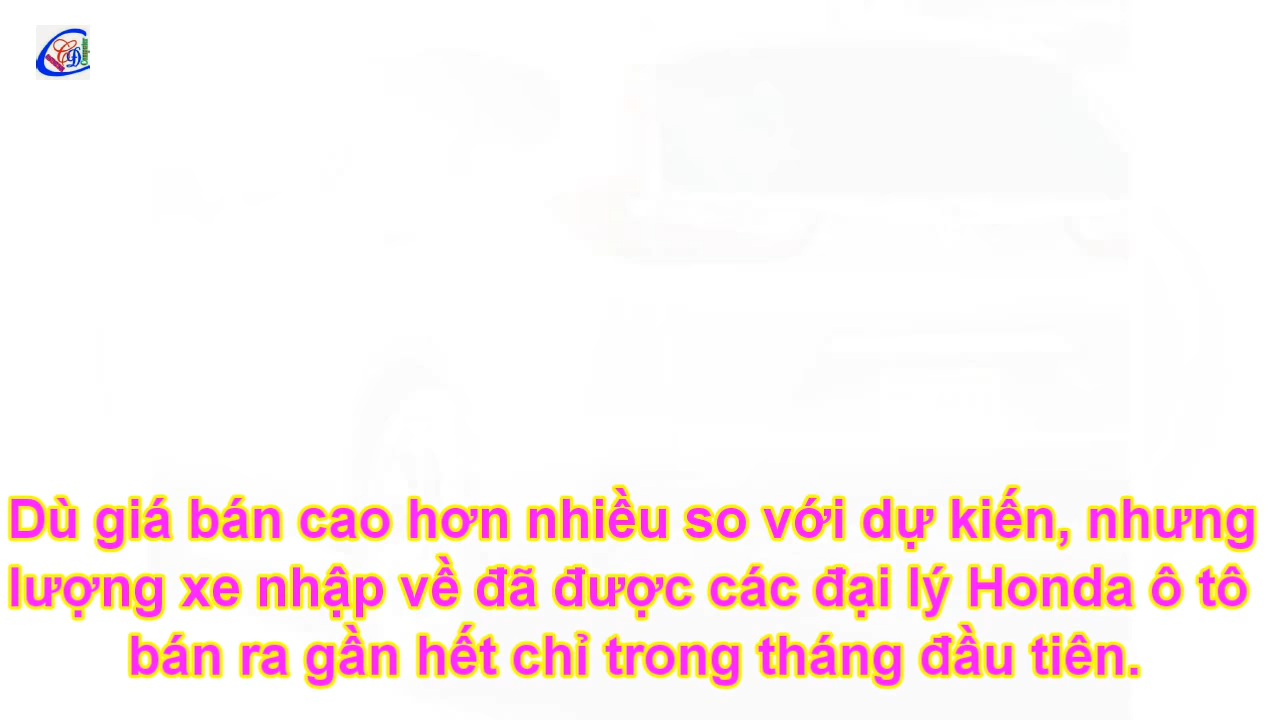 Computer
Dù giá bán cao hơn nhiều so với dự kiến, nhưng
lượng xe nhập về đã được các đại lý Honda ô tô
bán ra gần hết chỉ trong tháng đầu tiên.